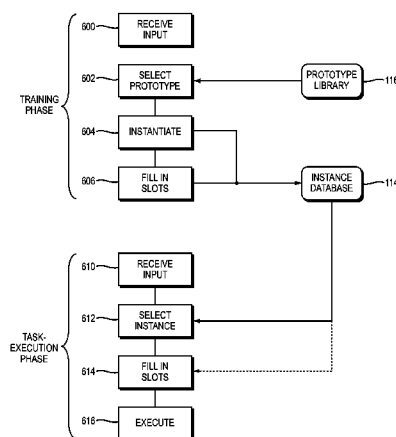 600
RECEIVE
INPUT
602
SELECT
PROTOTYPE
PROTOTYPE
LIBRARY
116
TRAINING
PHASE
604
INSTANTIATE
606
FILL IN
SLOTS
INSTANCE
DATABASE
114
610
RECEIVE
INPUT
612
SELECT
INSTANCE
TASK-
EXECUTION
PHASE
614
FILL IN
SLOTS
616
EXECUTE